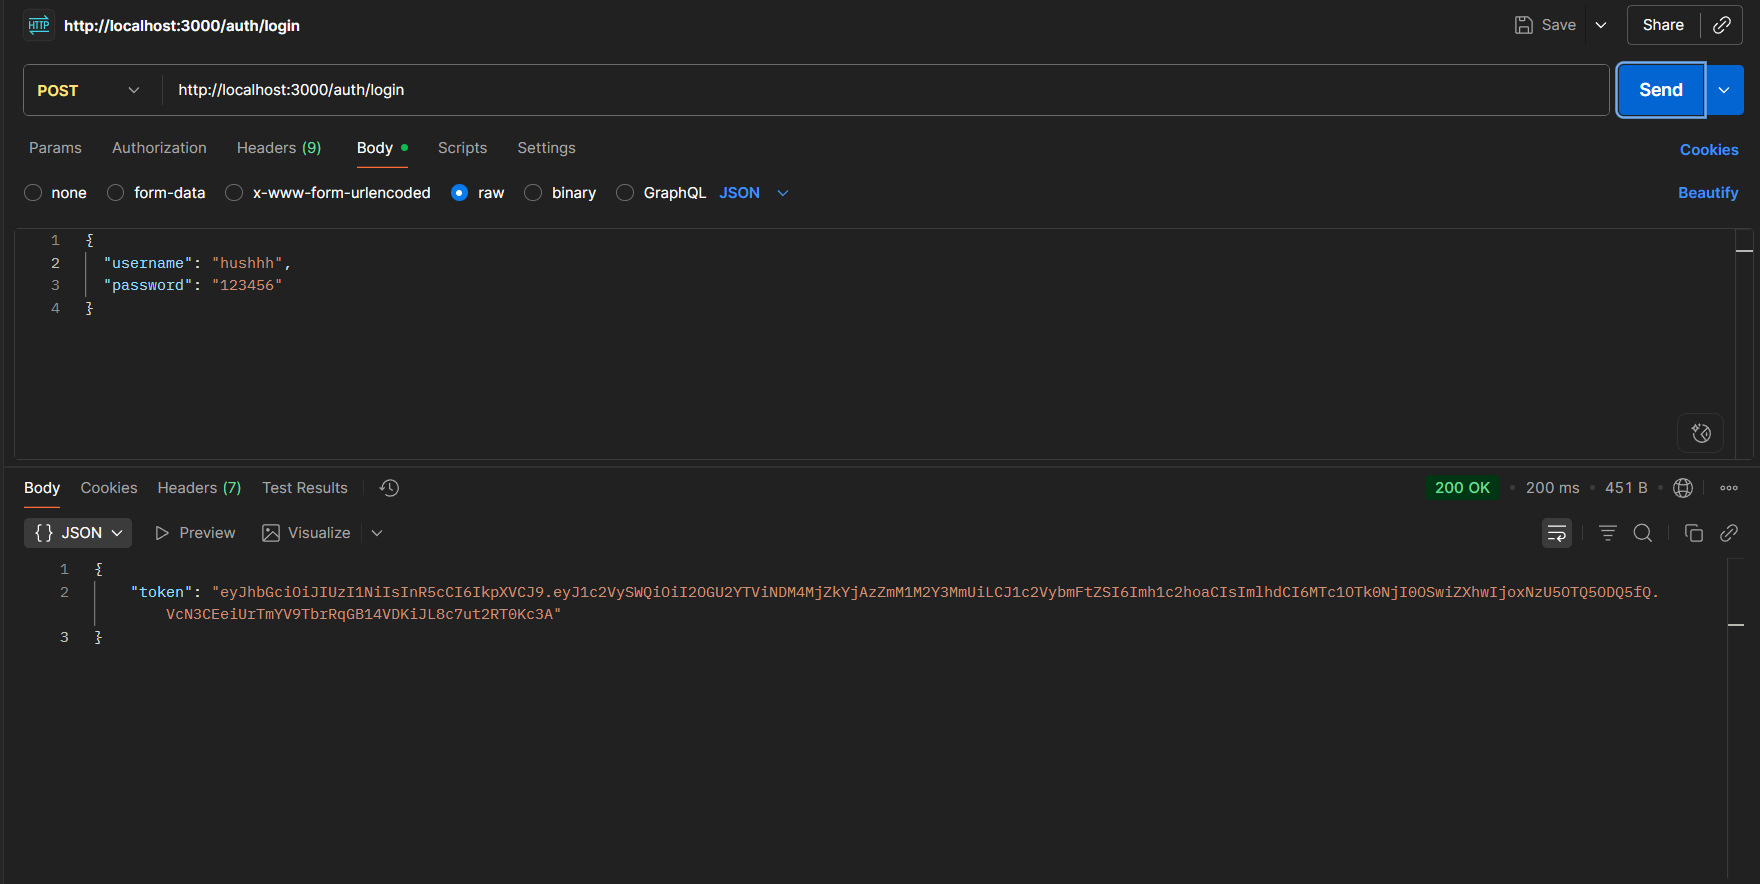 HTTP http://localhost:3000/auth/login Save Share
POST http://localhost:3000/auth/login Send
Params Authorization Headers (9) Body Scripts Settings Cookies
none form-data x-www-form-urlencoded raw binary GraphQL JSON Beautify
1 {
2 "username": "hushhh",
3 "password": "123456"
4 }
Body Cookies Headers (7) Test Results 200 OK 200 ms 451 B
{} JSON Preview Visualize
1 {
2 "token": "eyJhbGciOiJIUzI1NiIsInR5cCI6IkpXVCJ9.eyJ1c2VySWQiOiI2OGU2YTViNDM4MjZkYjAzZmM1M2Y3MmUiLCJ1c2VybmFtZSI6Imh1c2hoaCIsImlhdCI6MTc1OTk0NjI0OSwiZXhwIjoxNzU5OTQ5ODQ5fQ.
VcN3CEeiUrTmYV9TbrRqGB14VDKiJL8c7ut2RT0Kc3A"
3 }